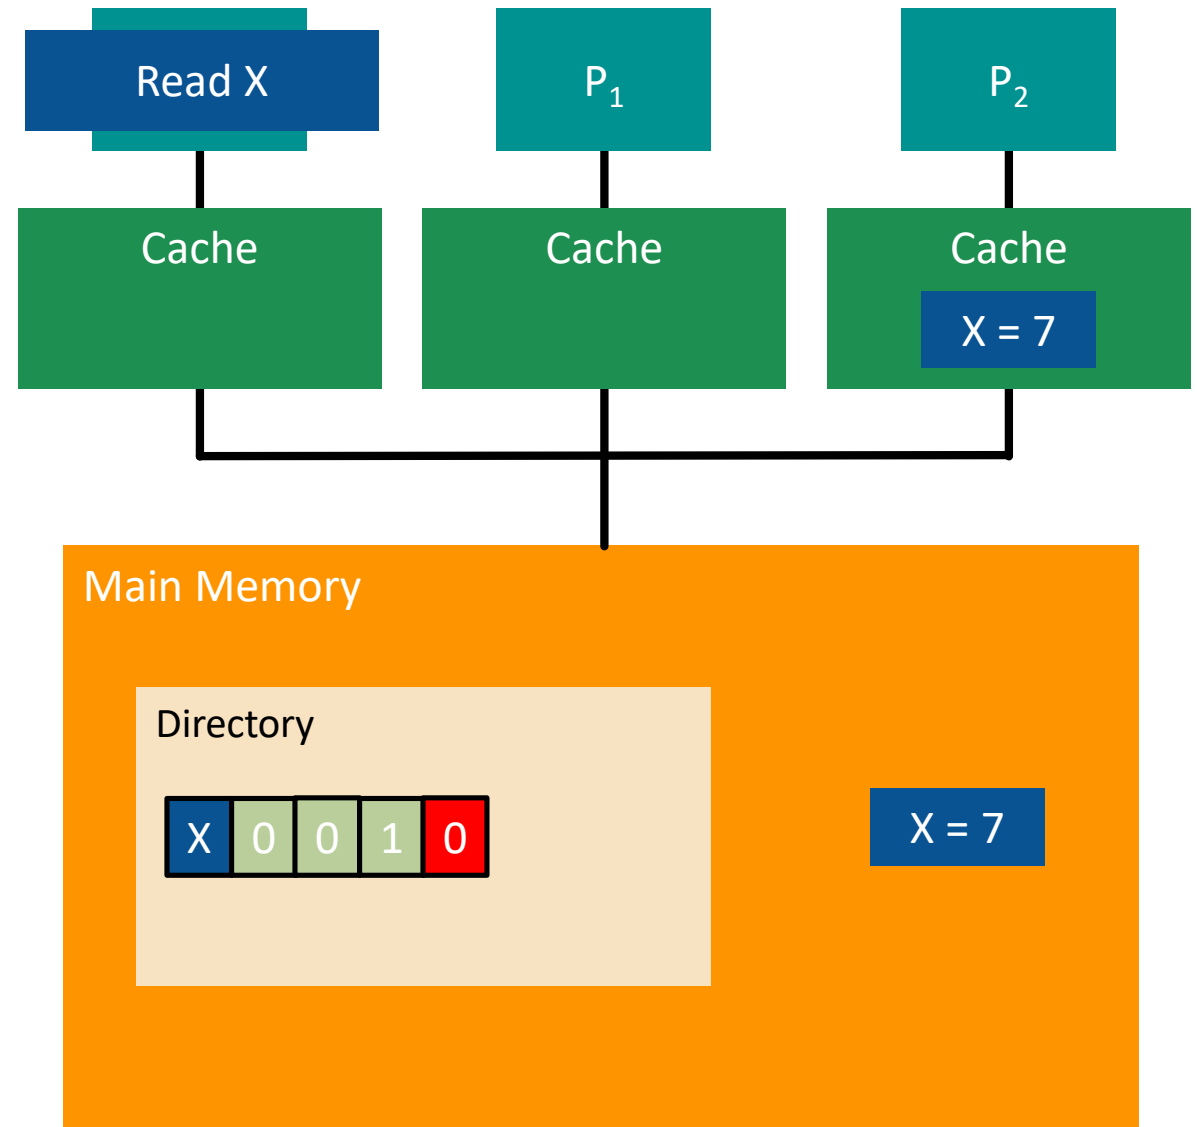 Read X
P₁
P₂
Cache
Cache
Cache
X = 7
Main Memory
Directory
X 0 0 1 0
X = 7